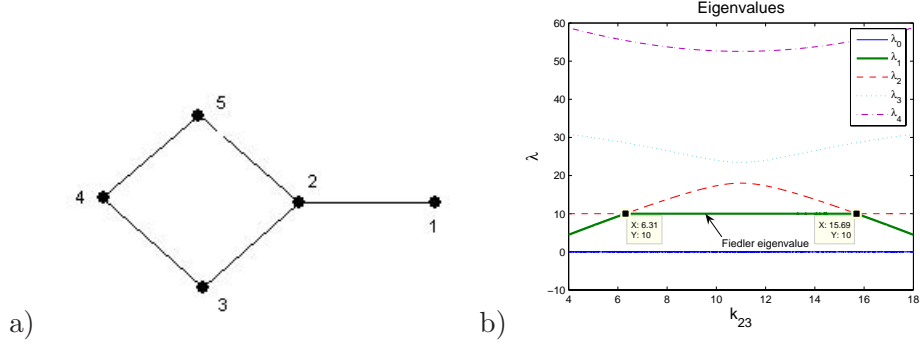 a)
5
4
2
1
3
b)
Eigenvalues
λ
60
50
40
30
20
10
0
−10
4
6
8
10
12
14
16
18
k23
λ0
λ1
λ2
λ3
λ4
X: 6.31
Y: 10
Fiedler eigenvalue
X: 15.69
Y: 10